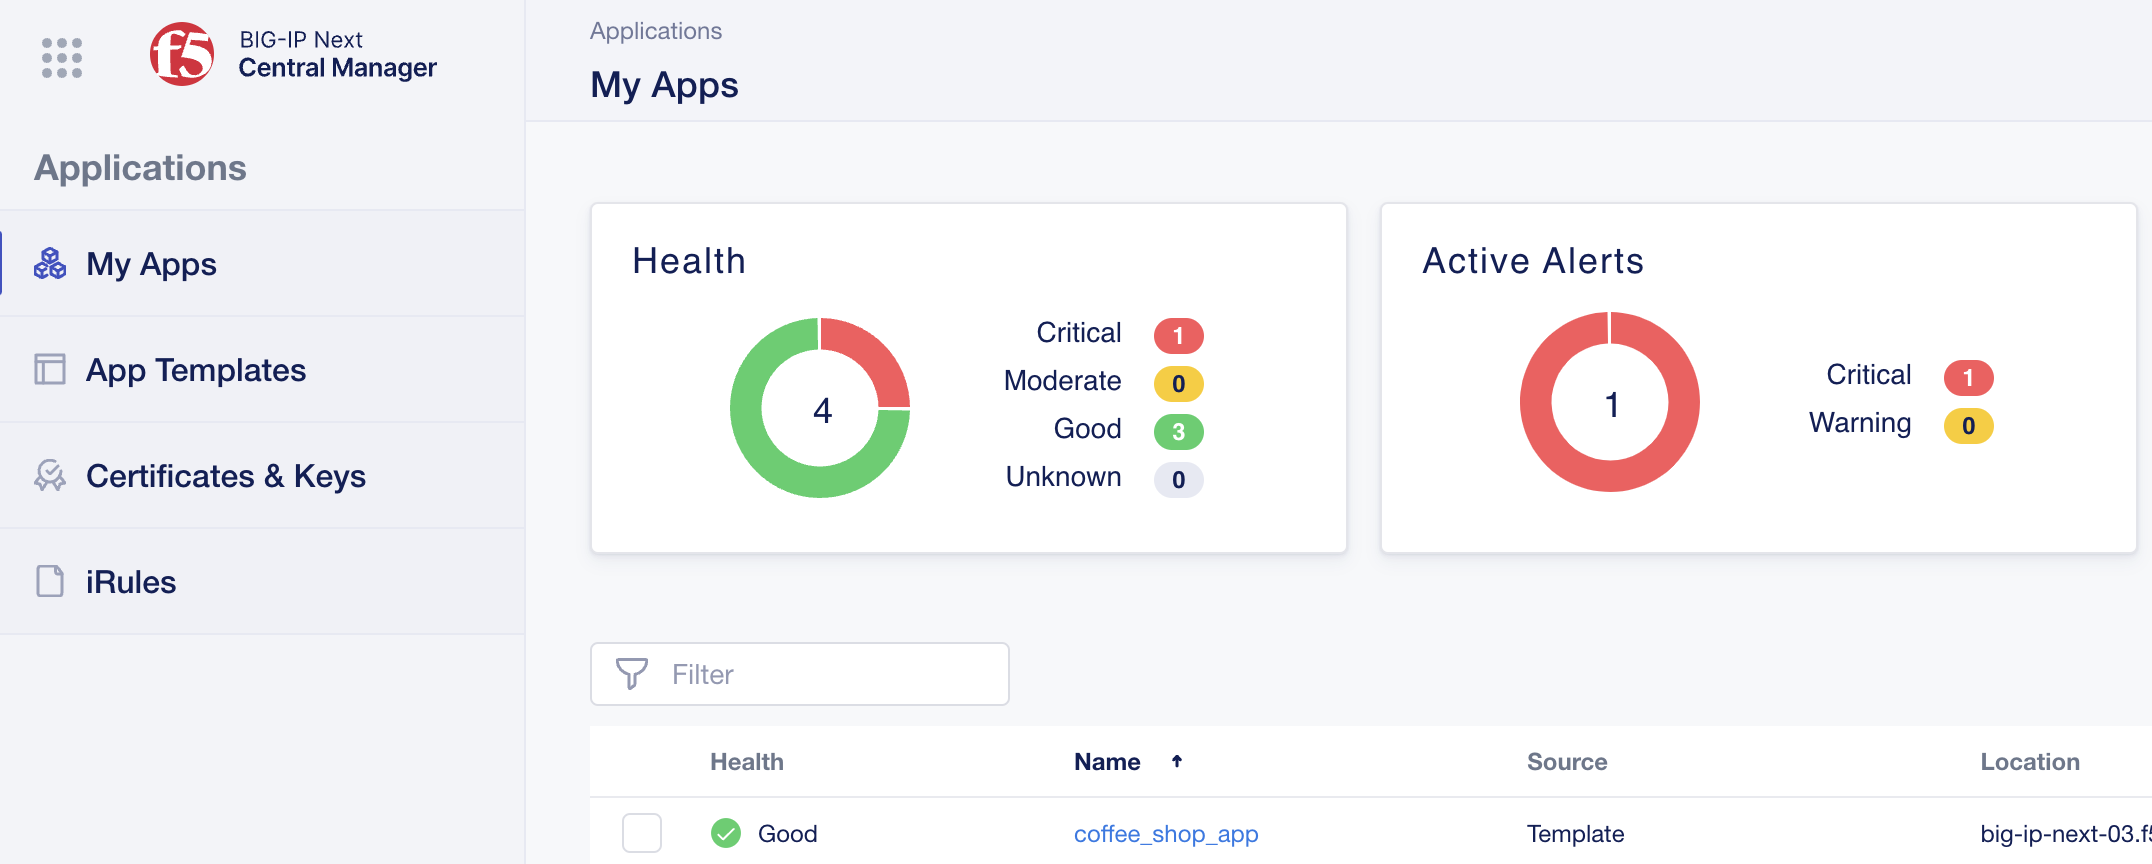 f5
BIG-IP Next
Central Manager
Applications
My Apps
App Templates
Certificates & Keys
iRules
Applications
My Apps
Health
4
Critical 1
Moderate 0
Good 3
Unknown 0
Active Alerts
1
Critical 1
Warning 0
Filter
Health Name Source Location
Good coffee_shop_app Template big-ip-next-03.f5